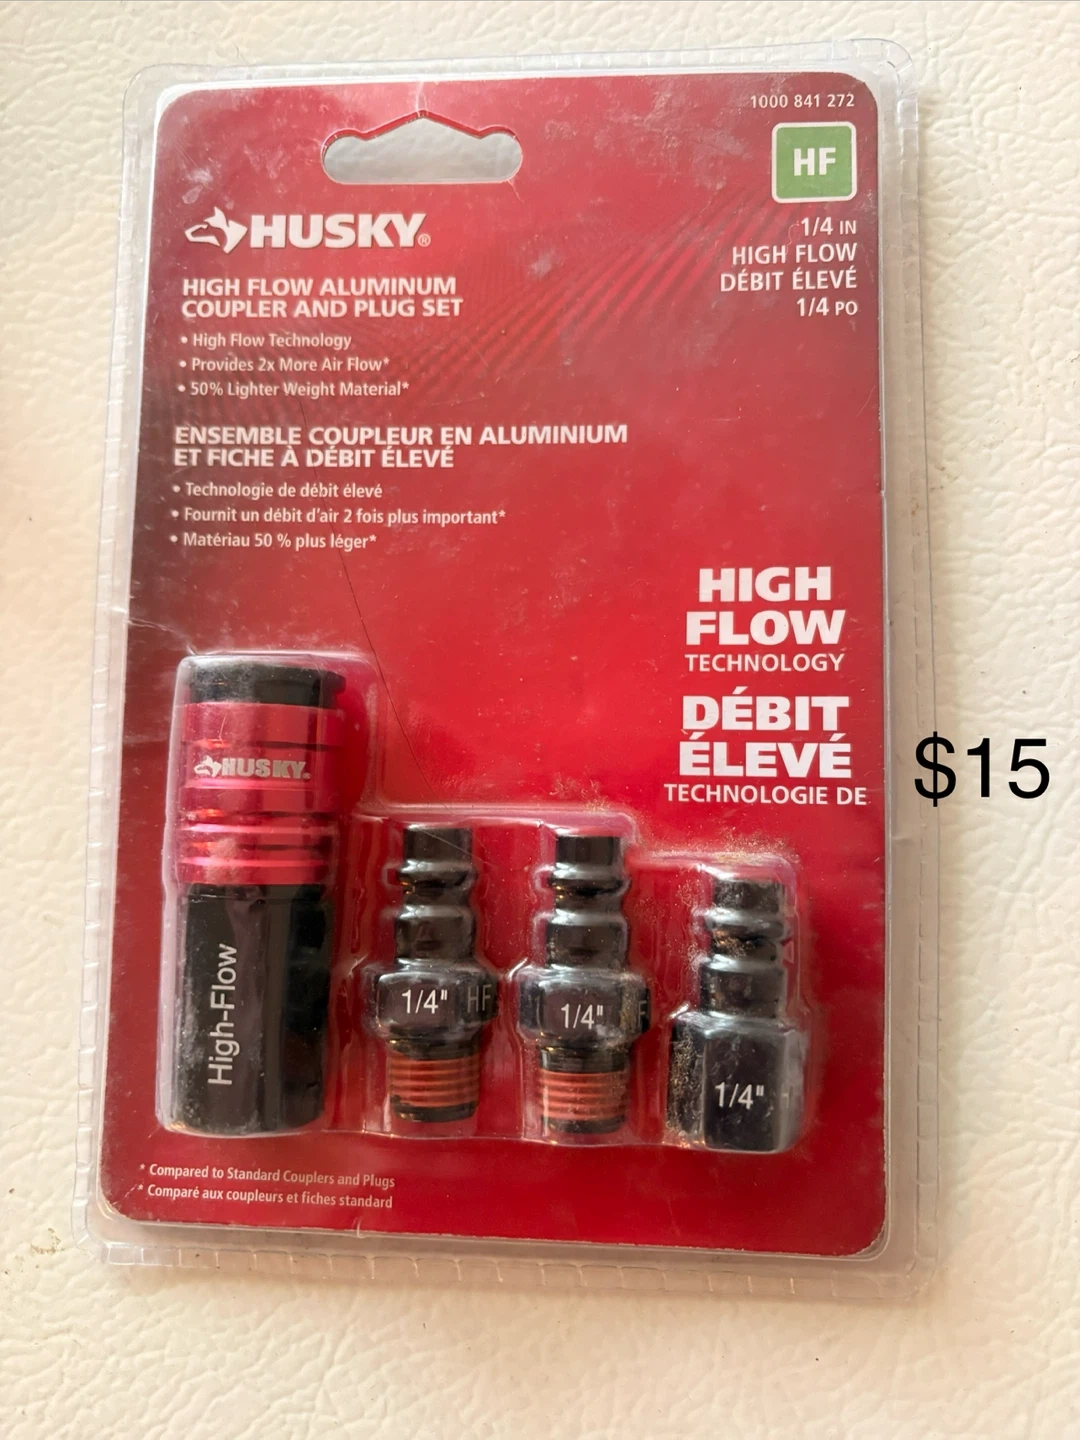 1000 841 272
HF
1/4 IN
HIGH FLOW
DÉBIT ÉLEVÉ
1/4 PO
HUSKY®
HIGH FLOW ALUMINUM
COUPLER AND PLUG SET
• High Flow Technology
• Provides 2x More Air Flow*
• 50% Lighter Weight Material*
ENSEMBLE COUPLEUR EN ALUMINIUM
ET FICHE À DÉBIT ÉLEVÉ
• Technologie de débit élevé
• Fournit un débit d'air 2 fois plus important*
• Matériau 50 % plus léger*
HIGH
FLOW
TECHNOLOGY
DÉBIT
ÉLEVÉ
TECHNOLOGIE DE
$15
HUSKY®
High-Flow
1/4" HF
1/4" F
1/4"
* Compared to Standard Couplers and Plugs
* Comparé aux coupleurs et fiches standard